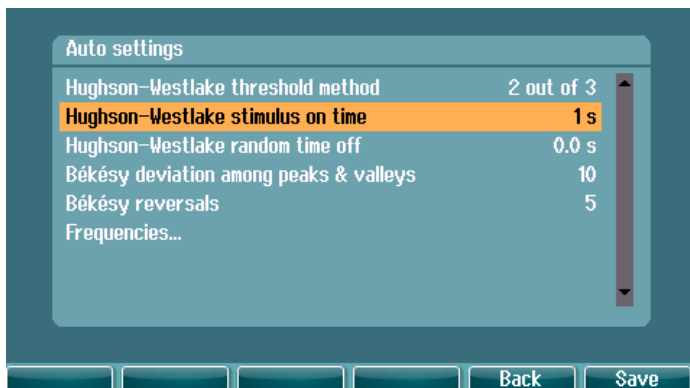 Auto settings
Hughson-Westlake threshold method 2 out of 3
Hughson-Westlake stimulus on time 1 s
Hughson-Westlake random time off 0.0 s
Békésy deviation among peaks & valleys 10
Békésy reversals 5
Frequencies...
Back Save